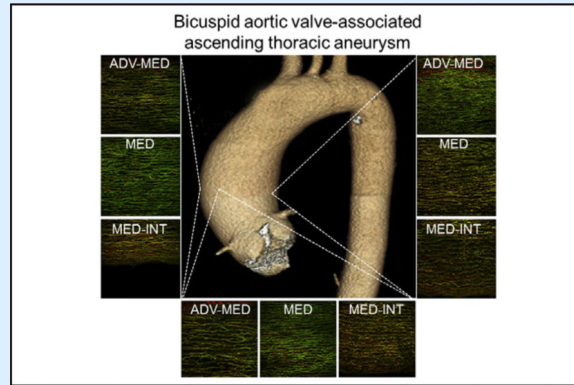 Bicuspid aortic valve-associated
ascending thoracic aneurysm
ADV-MED
MED
MED-INT
ADV-MED
MED
MED-INT
ADV-MED
MED
MED-INT